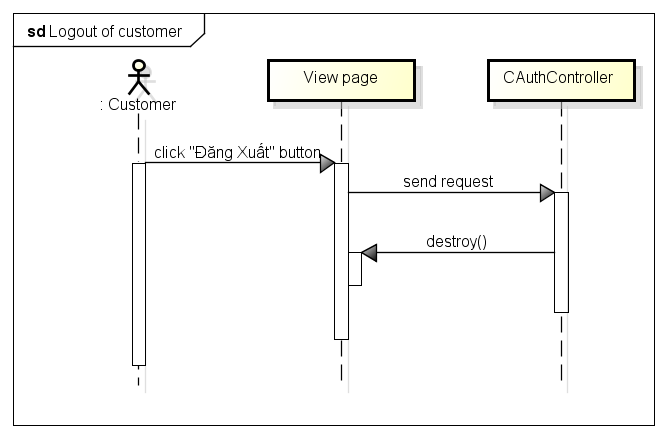 sd Logout of customer
: Customer
View page
CAuthController
click "Đăng Xuất" button
send request
destroy()